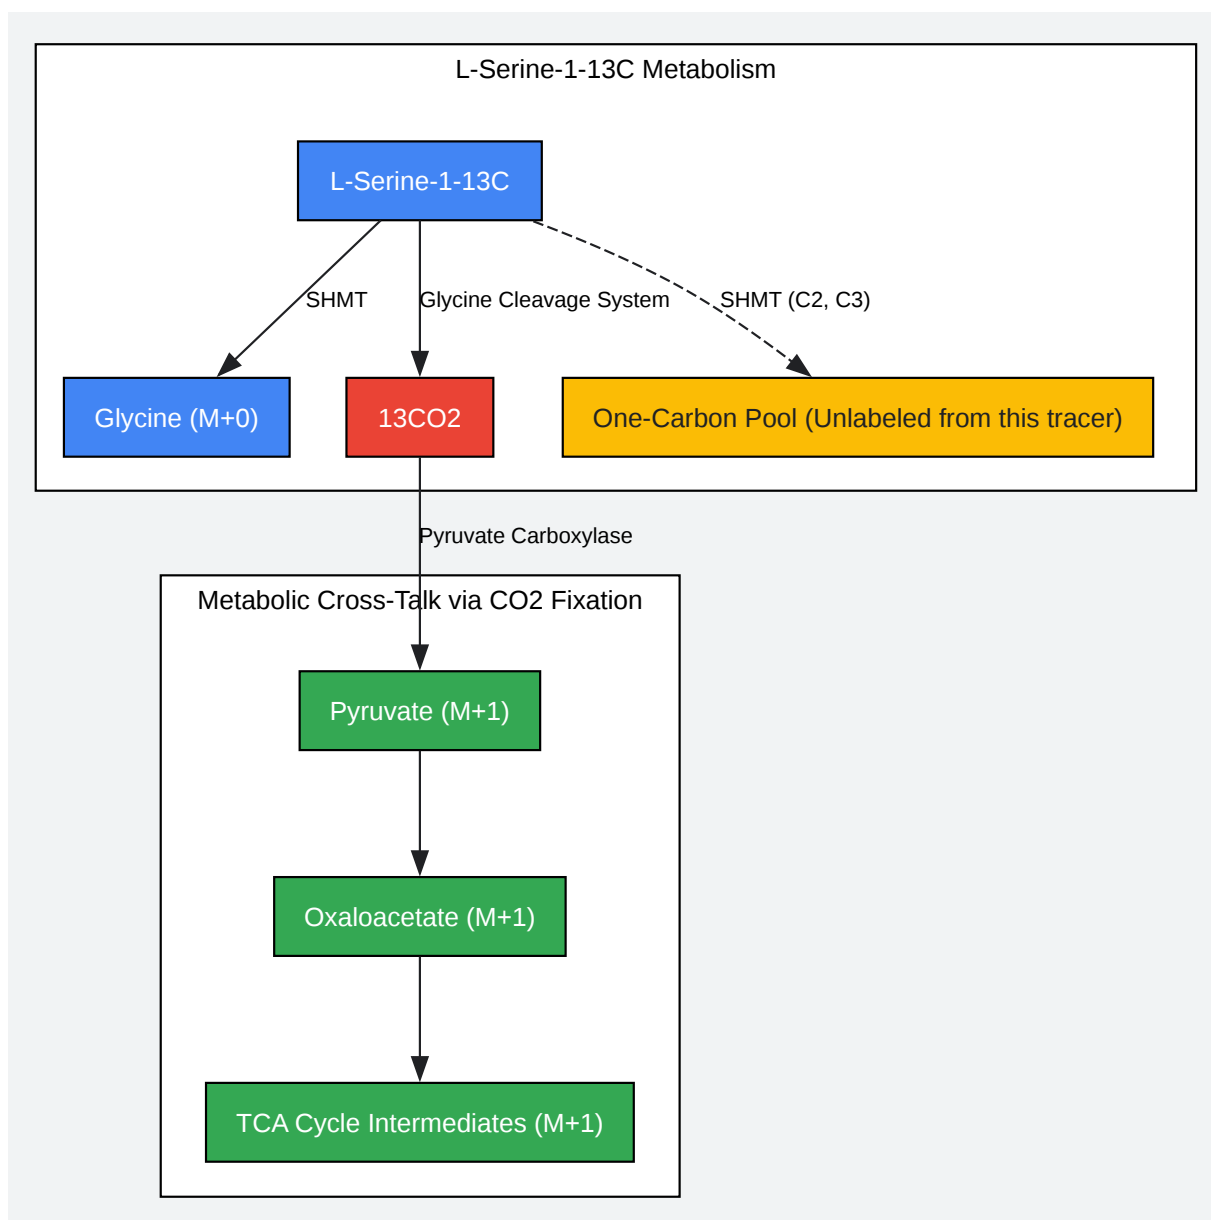 L-Serine-1-13C Metabolism
L-Serine-1-13C
SHMT
Glycine Cleavage System
SHMT (C2, C3)
Glycine (M+0)
13CO2
One-Carbon Pool (Unlabeled from this tracer)
Pyruvate Carboxylase
Metabolic Cross-Talk via CO2 Fixation
Pyruvate (M+1)
Oxaloacetate (M+1)
TCA Cycle Intermediates (M+1)